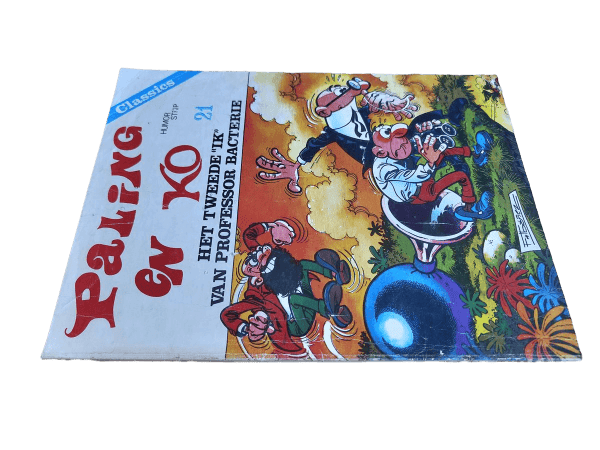 Classics
PALING
EN KO
HUMOR
STRIP
21
HET TWEEDE "IK"
VAN PROFESSOR BACTERIE